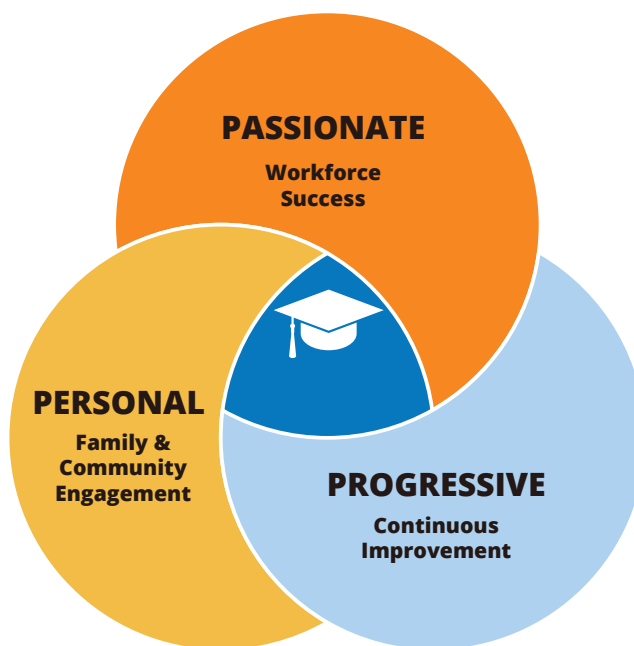 PASSIONATE
Workforce
Success
PERSONAL
Family &
Community
Engagement
PROGRESSIVE
Continuous
Improvement